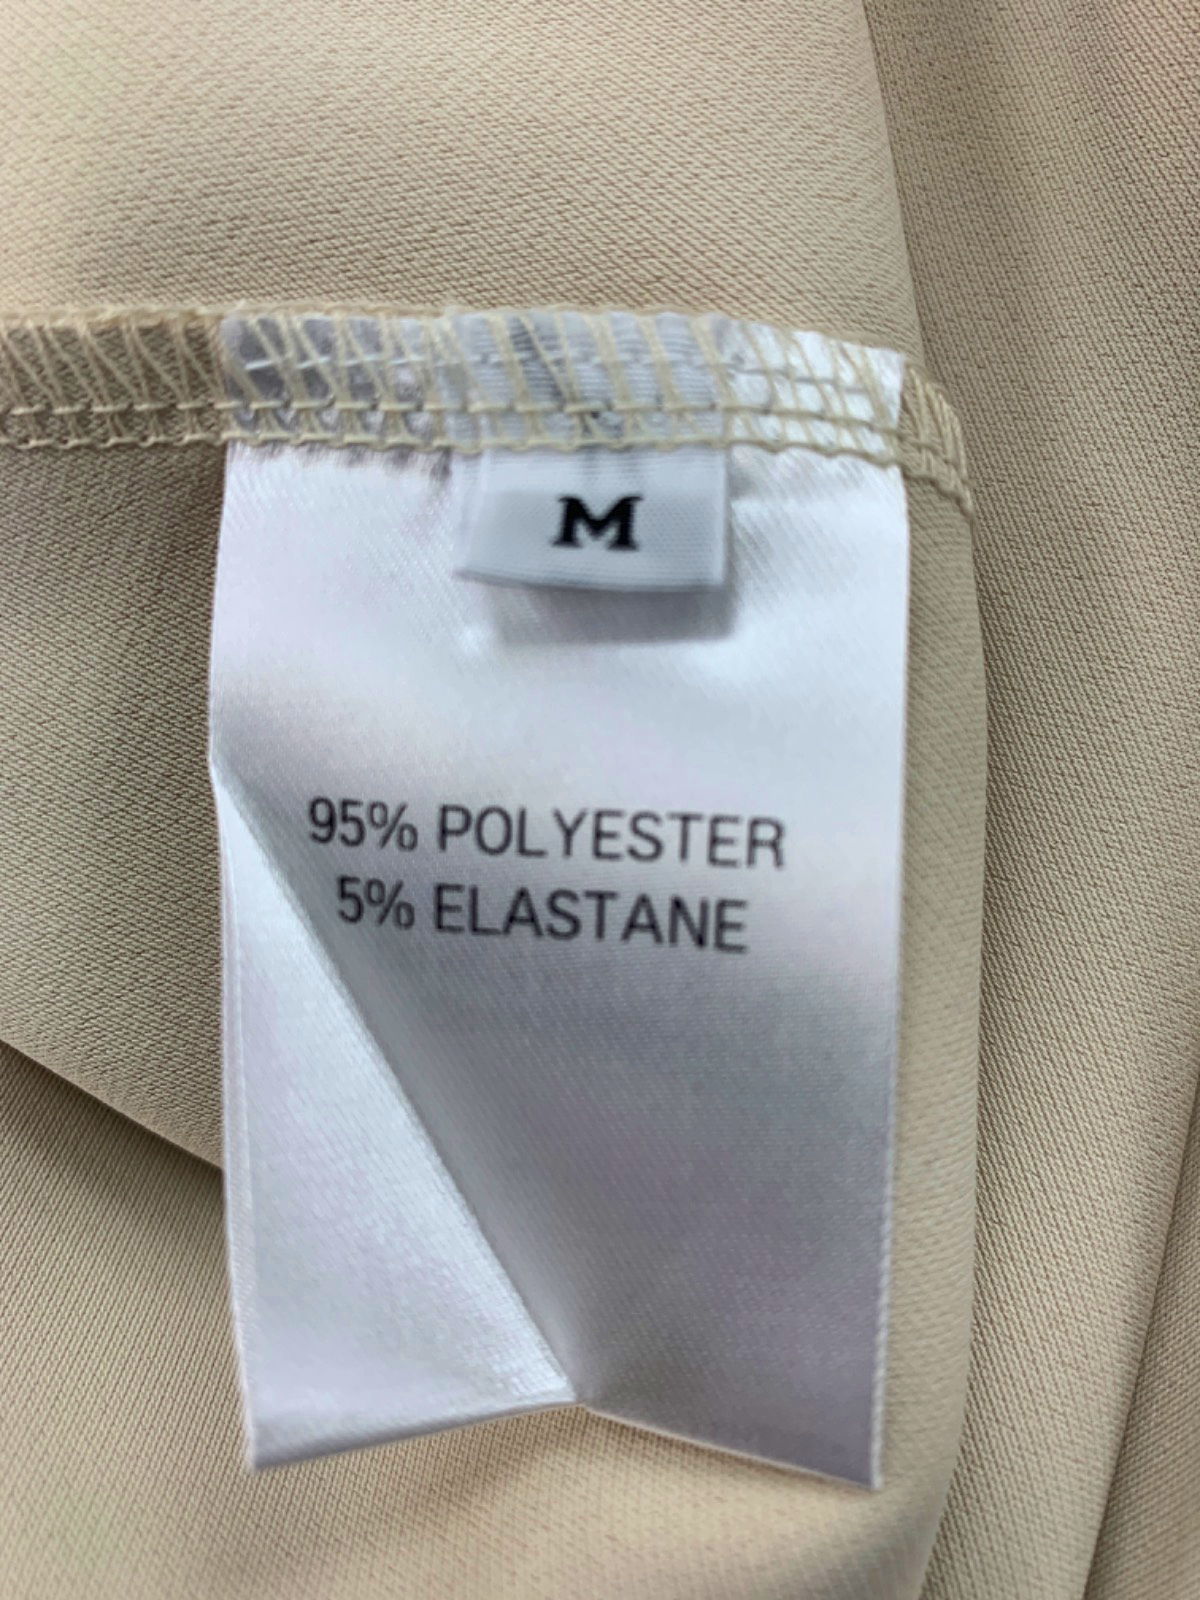 M
95% POLYESTER
5% ELASTANE